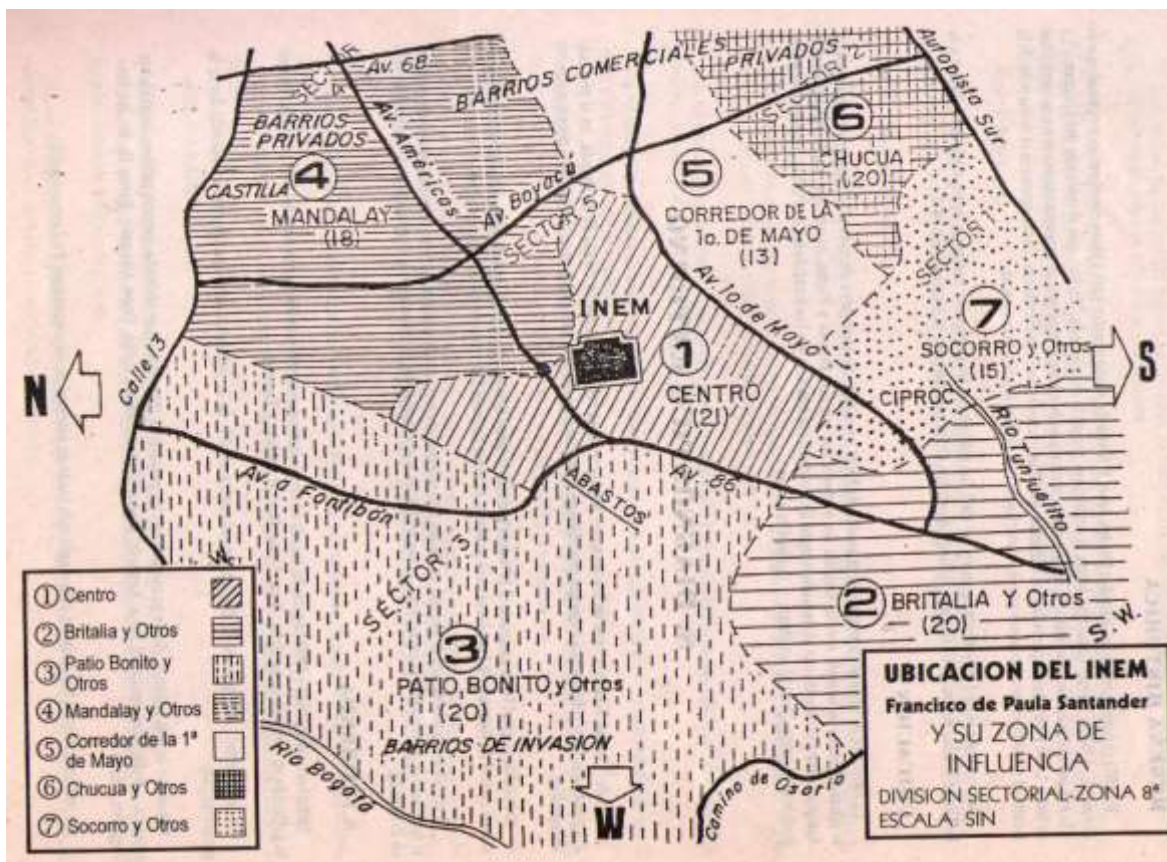 Av. 68
SECTOR 4
BARRIOS COMERCIALES
PRIVADOS
SECTOR 2
Autopista Sur
BARRIOS
PRIVADOS
Av. Américas
CASTILLA
4
MANDALAY
(18)
Av. Boyacá
SECTOR 5
5
CORREDOR DE LA
1o. DE MAYO
(13)
6
CHUCUA
(20)
SECTOR 1
7
SOCORRO y Otros
(15)
CIPROC
INEM
1
CENTRO
(21)
Av 1o de Mayo
Calle 13
N
S
Río Tunjuelito
Av. a Fontibón
ABASTOS
Av. 86
SECTOR 5
2
BRITALIA Y Otros
(20)
S. W.
3
PATIO BONITO y Otros
(20)
BARRIOS DE INVASION
Río Bogotá
W
Camino de Osorio
1 Centro
2 Britalia y Otros
3 Patio Bonito y
Otros
4 Mandalay y Otros
5 Corredor de la 1ª
de Mayo
6 Chucua y Otros
7 Socorro y Otros
UBICACION DEL INEM
Francisco de Paula Santander
Y SU ZONA DE
INFLUENCIA
DIVISION SECTORIAL-ZONA 8ª
ESCALA: SIN